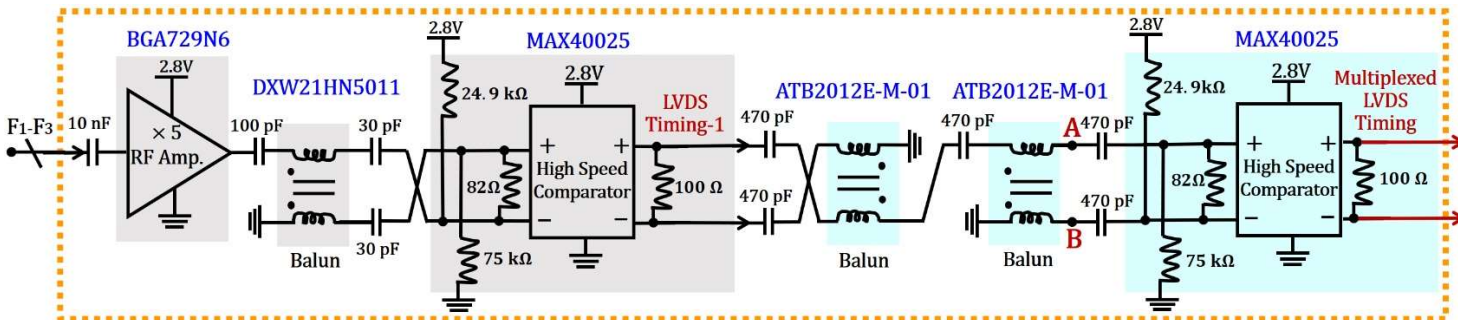 BGA729N6
2.8V
F1-F3
10 nF
× 5
RF Amp.
100 pF
DXW21HN5011
30 pF
30 pF
Balun
2.8V
24.9 kΩ
82Ω
75 kΩ
MAX40025
2.8V
+
+
High Speed
Comparator
−
−
LVDS
Timing-1
100 Ω
470 pF
470 pF
ATB2012E-M-01
Balun
470 pF
ATB2012E-M-01
Balun
A
B
470 pF
470 pF
2.8V
24.9kΩ
82Ω
75 kΩ
MAX40025
2.8V
+
+
High Speed
Comparator
−
−
Multiplexed
LVDS
Timing
100 Ω